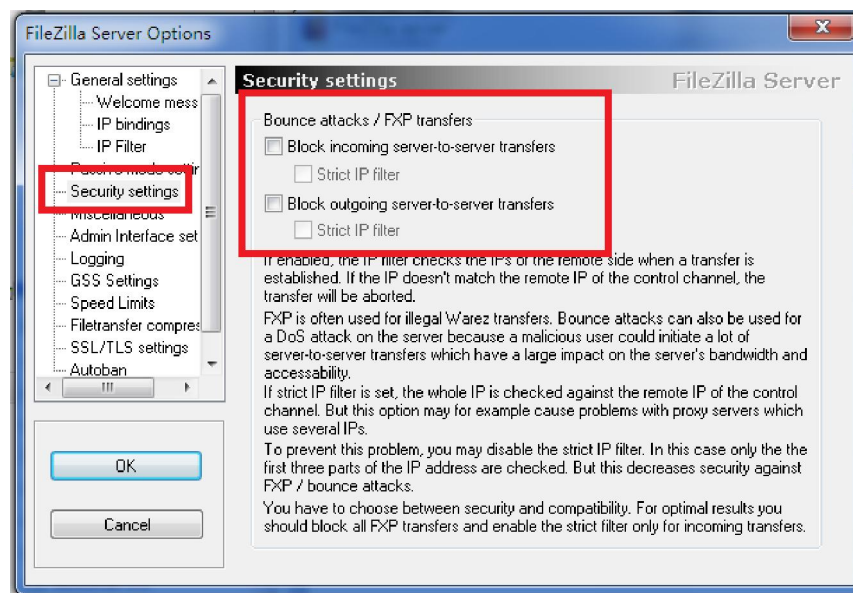 FileZilla Server Options
General settings
Welcome mess
IP bindings
IP Filter
Passive mode settir
Security settings
Miscellaneous
Admin Interface set
Logging
GSS Settings
Speed Limits
Filetransfer compres
SSL/TLS settings
Autoban
OK
Cancel
Security settings
FileZilla Server
Bounce attacks / FXP transfers
Block incoming server-to-server transfers
Strict IP filter
Block outgoing server-to-server transfers
Strict IP filter
If enabled, the IP filter checks the IPs of the remote side when a transfer is
established. If the IP doesn't match the remote IP of the control channel, the
transfer will be aborted.
FXP is often used for illegal Warez transfers. Bounce attacks can also be used for
a DoS attack on the server because a malicious user could initiate a lot of
server-to-server transfers which have a large impact on the server's bandwidth and
accessability.
If strict IP filter is set, the whole IP is checked against the remote IP of the control
channel. But this option may for example cause problems with proxy servers which
use several IPs.
To prevent this problem, you may disable the strict IP filter. In this case only the the
first three parts of the IP address are checked. But this decreases security against
FXP / bounce attacks.
You have to choose between security and compatibility. For optimal results you
should block all FXP transfers and enable the strict filter only for incoming transfers.